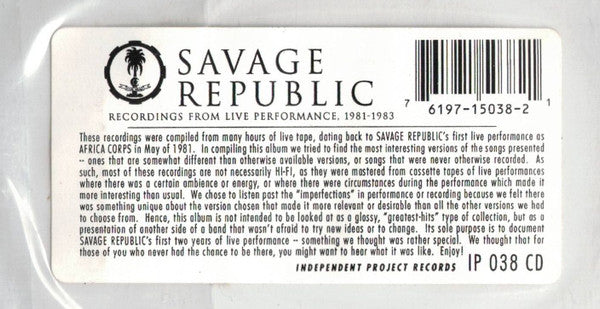 SAVAGE
REPUBLIC
RECORDINGS FROM LIVE PERFORMANCE, 1981-1983
7 6197-15038-2 1
These recordings were compiled from many hours of live tape, dating back to SAVAGE REPUBLIC's first live performance as
AFRICA CORPS in May of 1981. In compiling this album we tried to find the most interesting versions of the songs presented
-- ones that are somewhat different than otherwise available versions, or songs that were never otherwise recorded. As
such, most of these recordings are not necessarily HI-FI, as they were mastered from cassette tapes of live performances
where there was a certain ambience or energy, or where there were circumstances during the performance which made it
more interesting than usual. We chose to listen past the "imperfections" in performance or recording because we felt there
was something unique about the version chosen that made it more relevant or desirable than all the other versions we had
to choose from. Hence, this album is not intended to be looked at as a glossy, "greatest-hits" type of collection, but as a
presentation of another side of a band that wasn't afraid to try new ideas or to change. Its sole purpose is to document
SAVAGE REPUBLIC's first two years of live performance -- something we thought was rather special. We thought that for
those of you who never had the chance to be there, you might want to hear what it was like. Enjoy!
INDEPENDENT PROJECT RECORDS IP 038 CD